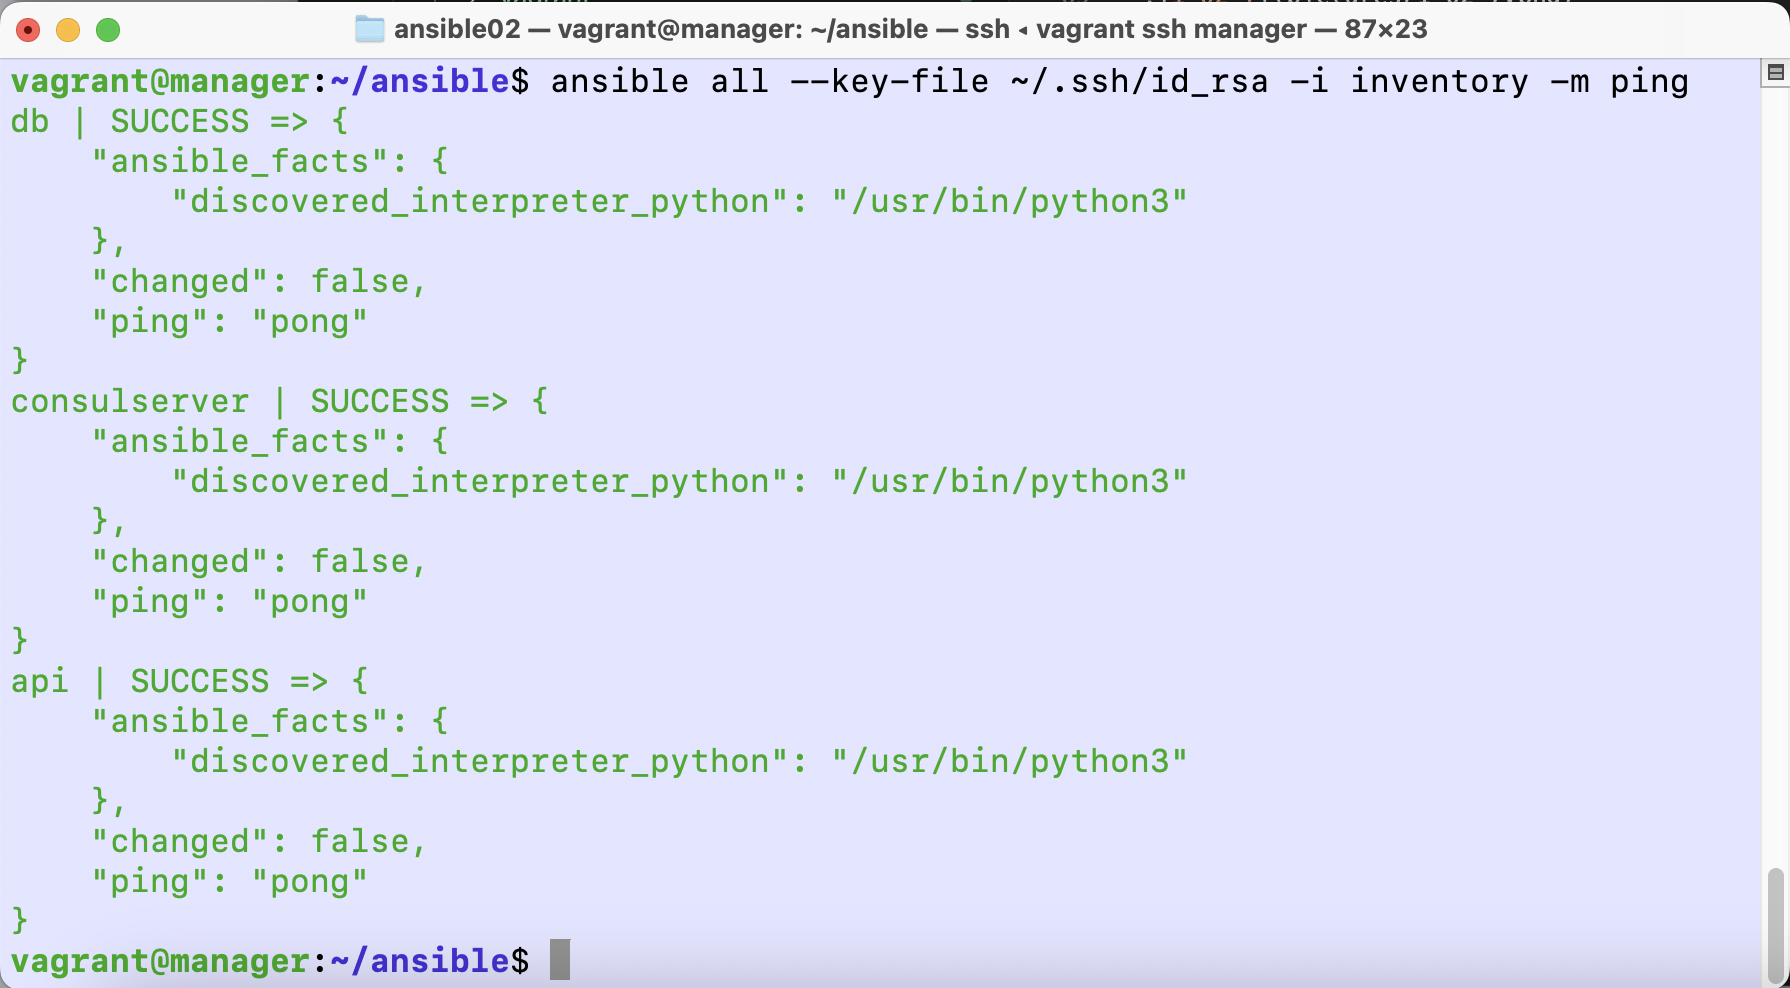 ansible02 — vagrant@manager: ~/ansible — ssh ◂ vagrant ssh manager — 87×23
vagrant@manager:~/ansible$ ansible all --key-file ~/.ssh/id_rsa -i inventory -m ping
db | SUCCESS => {
    "ansible_facts": {
        "discovered_interpreter_python": "/usr/bin/python3"
    },
    "changed": false,
    "ping": "pong"
}
consulserver | SUCCESS => {
    "ansible_facts": {
        "discovered_interpreter_python": "/usr/bin/python3"
    },
    "changed": false,
    "ping": "pong"
}
api | SUCCESS => {
    "ansible_facts": {
        "discovered_interpreter_python": "/usr/bin/python3"
    },
    "changed": false,
    "ping": "pong"
}
vagrant@manager:~/ansible$